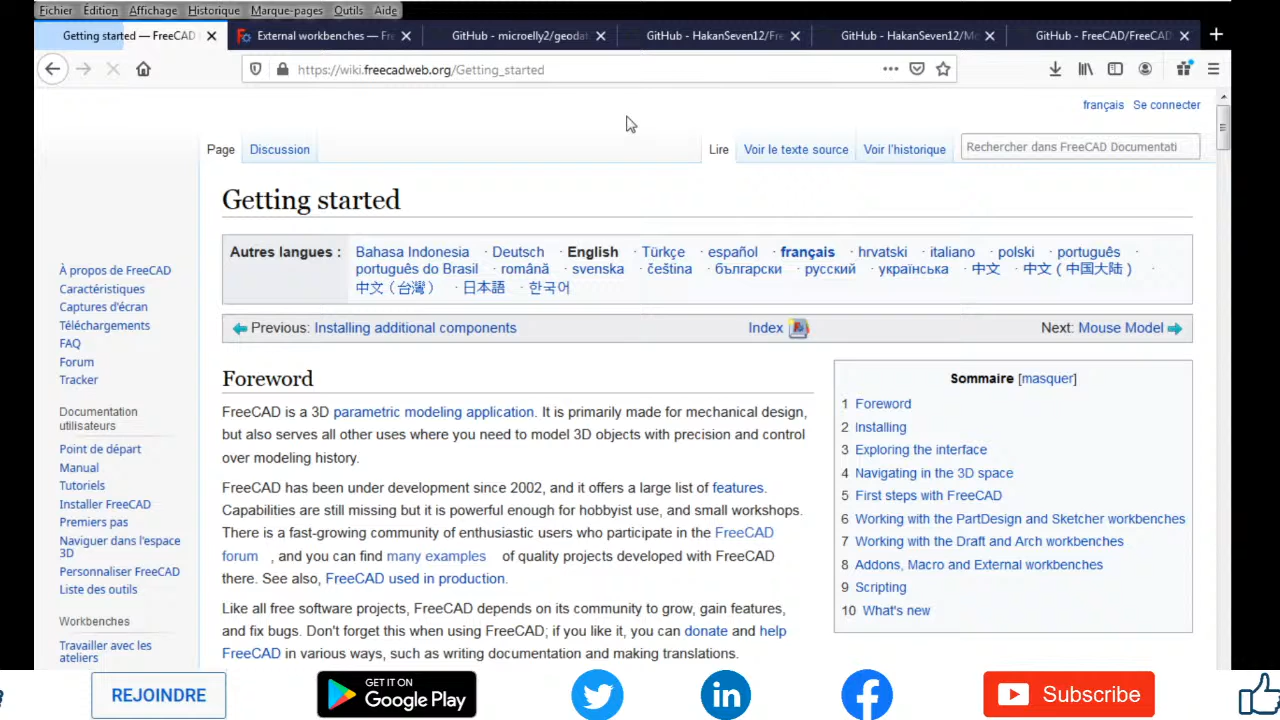 Fichier Édition Affichage Historique Marque-pages Outils Aide
Getting started — FreeCAD
External workbenches — Fre
GitHub - microelly2/geodat
GitHub - HakanSeven12/Fre
GitHub - HakanSeven12/Mo
GitHub - FreeCAD/FreeCAD
https://wiki.freecadweb.org/Getting_started
français Se connecter
Page Discussion Lire Voir le texte source Voir l'historique Rechercher dans FreeCAD Documentati
Getting started
Autres langues : Bahasa Indonesia · Deutsch · English · Türkçe · español · français · hrvatski · italiano · polski · português ·
português do Brasil · română · svenska · čeština · български · русский · українська · 中文 · 中文(中国大陆) ·
中文(台灣) · 日本語 · 한국어
Previous: Installing additional components Index Next: Mouse Model
À propos de FreeCAD
Caractéristiques
Captures d'écran
Téléchargements
FAQ
Forum
Tracker
Documentation
utilisateurs
Point de départ
Manual
Tutoriels
Installer FreeCAD
Premiers pas
Naviguer dans l'espace
3D
Personnaliser FreeCAD
Liste des outils
Workbenches
Travailler avec les
ateliers
Foreword
FreeCAD is a 3D parametric modeling application. It is primarily made for mechanical design,
but also serves all other uses where you need to model 3D objects with precision and control
over modeling history.
FreeCAD has been under development since 2002, and it offers a large list of features.
Capabilities are still missing but it is powerful enough for hobbyist use, and small workshops.
There is a fast-growing community of enthusiastic users who participate in the FreeCAD
forum , and you can find many examples of quality projects developed with FreeCAD
there. See also, FreeCAD used in production.
Like all free software projects, FreeCAD depends on its community to grow, gain features,
and fix bugs. Don't forget this when using FreeCAD; if you like it, you can donate and help
FreeCAD in various ways, such as writing documentation and making translations.
Sommaire [masquer]
1 Foreword
2 Installing
3 Exploring the interface
4 Navigating in the 3D space
5 First steps with FreeCAD
6 Working with the PartDesign and Sketcher workbenches
7 Working with the Draft and Arch workbenches
8 Addons, Macro and External workbenches
9 Scripting
10 What's new
REJOINDRE
GET IT ON
Google Play
in
Subscribe